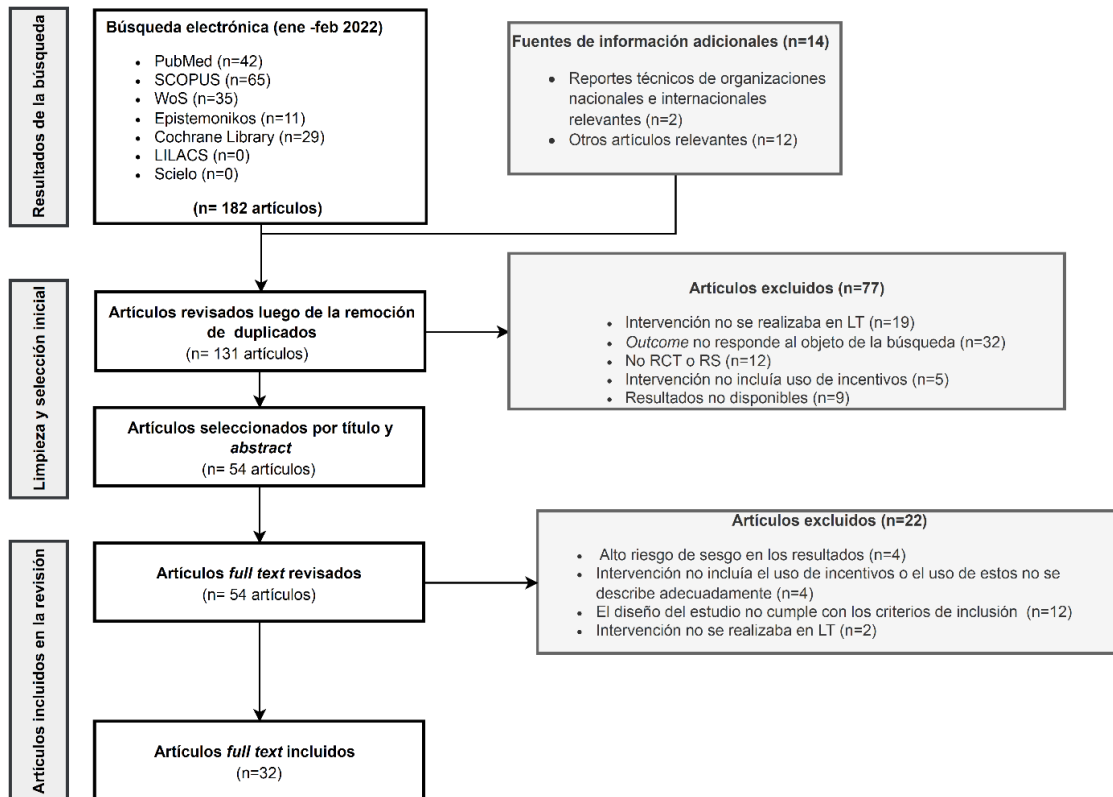 Resultados de la búsqueda
Búsqueda electrónica (ene -feb 2022)
• PubMed (n=42)
• SCOPUS (n=65)
• WoS (n=35)
• Epistemonikos (n=11)
• Cochrane Library (n=29)
• LILACS (n=0)
• Scielo (n=0)
(n= 182 artículos)
Fuentes de información adicionales (n=14)
• Reportes técnicos de organizaciones
nacionales e internacionales
relevantes (n=2)
• Otros artículos relevantes (n=12)
Limpieza y selección inicial
Artículos revisados luego de la remoción
de duplicados
(n= 131 artículos)
Artículos excluidos (n=77)
• Intervención no se realizaba en LT (n=19)
• Outcome no responde al objeto de la búsqueda (n=32)
• No RCT o RS (n=12)
• Intervención no incluía uso de incentivos (n=5)
• Resultados no disponibles (n=9)
Artículos seleccionados por título y
abstract
(n= 54 artículos)
Artículos incluidos en la revisión
Artículos full text revisados
(n= 54 artículos)
Artículos excluidos (n=22)
• Alto riesgo de sesgo en los resultados (n=4)
• Intervención no incluía el uso de incentivos o el uso de estos no se
describe adecuadamente (n=4)
• El diseño del estudio no cumple con los criterios de inclusión (n=12)
• Intervención no se realizaba en LT (n=2)
Artículos full text incluidos
(n=32)